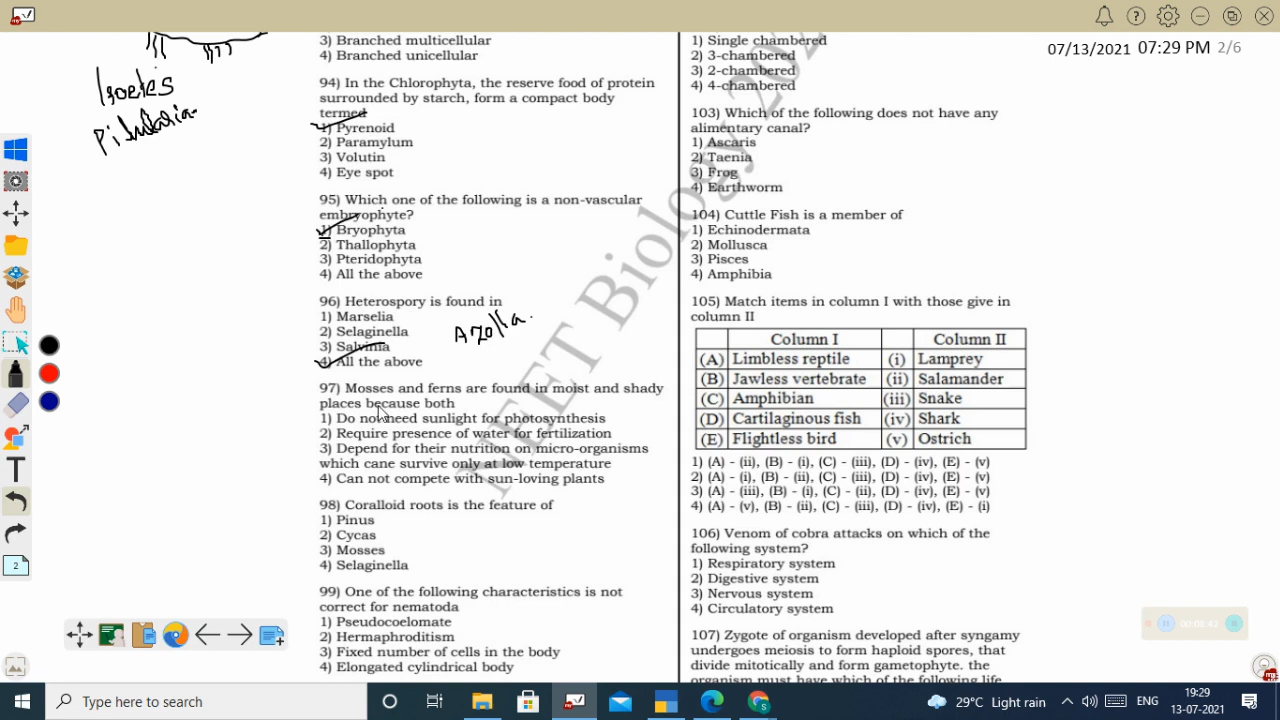 07/13/2021 07:29 PM 2/6
Isoetes
Pilularia
3) Branched multicellular
4) Branched unicellular
94) In the Chlorophyta, the reserve food of protein
surrounded by starch, form a compact body
termed
1) Pyrenoid
2) Paramylum
3) Volutin
4) Eye spot
95) Which one of the following is a non-vascular
embryophyte?
1) Bryophyta
2) Thallophyta
3) Pteridophyta
4) All the above
96) Heterospory is found in
1) Marselia
2) Selaginella
3) Salvinia
4) All the above
Azolla.
97) Mosses and ferns are found in moist and shady
places because both
1) Do not need sunlight for photosynthesis
2) Require presence of water for fertilization
3) Depend for their nutrition on micro-organisms
which cane survive only at low temperature
4) Can not compete with sun-loving plants
98) Coralloid roots is the feature of
1) Pinus
2) Cycas
3) Mosses
4) Selaginella
99) One of the following characteristics is not
correct for nematoda
1) Pseudocoelomate
2) Hermaphroditism
3) Fixed number of cells in the body
4) Elongated cylindrical body
1) Single chambered
2) 3-chambered
3) 2-chambered
4) 4-chambered
103) Which of the following does not have any
alimentary canal?
1) Ascaris
2) Taenia
3) Frog
4) Earthworm
104) Cuttle Fish is a member of
1) Echinodermata
2) Mollusca
3) Pisces
4) Amphibia
105) Match items in column I with those give in
column II
Column I Column II
(A) Limbless reptile (i) Lamprey
(B) Jawless vertebrate (ii) Salamander
(C) Amphibian (iii) Snake
(D) Cartilaginous fish (iv) Shark
(E) Flightless bird (v) Ostrich
1) (A) - (ii), (B) - (i), (C) - (iii), (D) - (iv), (E) - (v)
2) (A) - (i), (B) - (ii), (C) - (iii), (D) - (iv), (E) - (v)
3) (A) - (iii), (B) - (i), (C) - (ii), (D) - (iv), (E) - (v)
4) (A) - (v), (B) - (ii), (C) - (iii), (D) - (iv), (E) - (i)
106) Venom of cobra attacks on which of the
following system?
1) Respiratory system
2) Digestive system
3) Nervous system
4) Circulatory system
107) Zygote of organism developed after syngamy
undergoes meiosis to form haploid spores, that
divide mitotically and form gametophyte. the
organism must have which of the following life
NEET Biology 202
2
00:08:42
Type here to search
29°C Light rain
ENG
19:29
13-07-2021